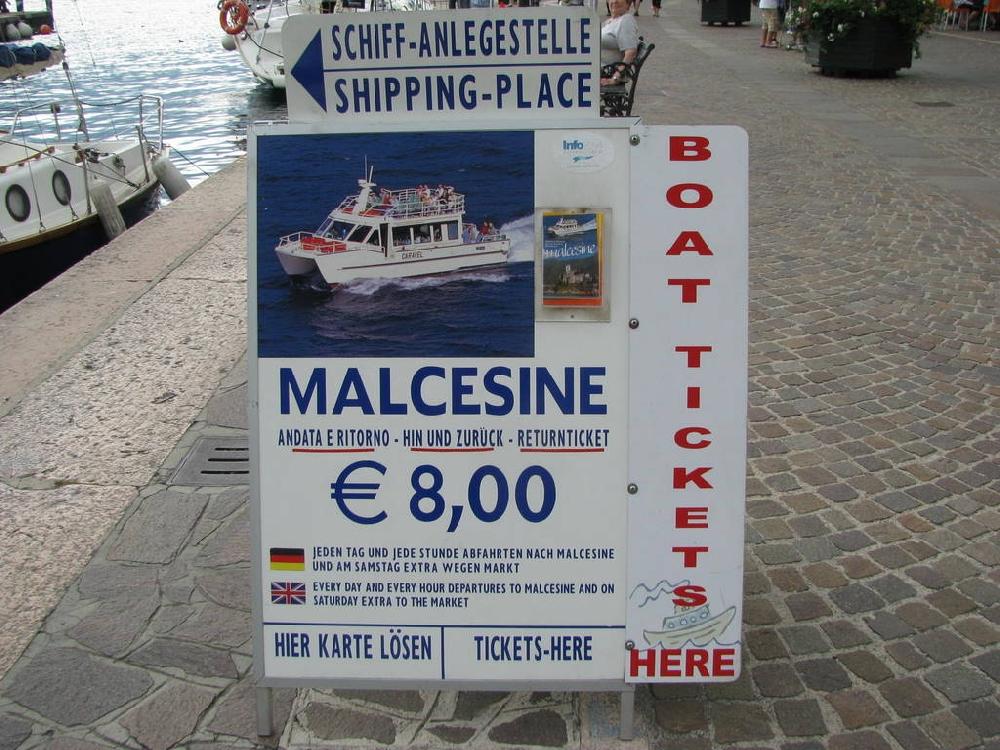 SCHIFF-ANLEGESTELLE
SHIPPING-PLACE
Info
CARAVEL
malcesine
MALCESINE
ANDATA E RITORNO - HIN UND ZURÜCK - RETURNTICKET
€ 8,00
JEDEN TAG UND JEDE STUNDE ABFAHRTEN NACH MALCESINE
UND AM SAMSTAG EXTRA WEGEN MARKT
EVERY DAY AND EVERY HOUR DEPARTURES TO MALCESINE AND ON
SATURDAY EXTRA TO THE MARKET
HIER KARTE LÖSEN
TICKETS-HERE
BOAT TICKETS
HERE